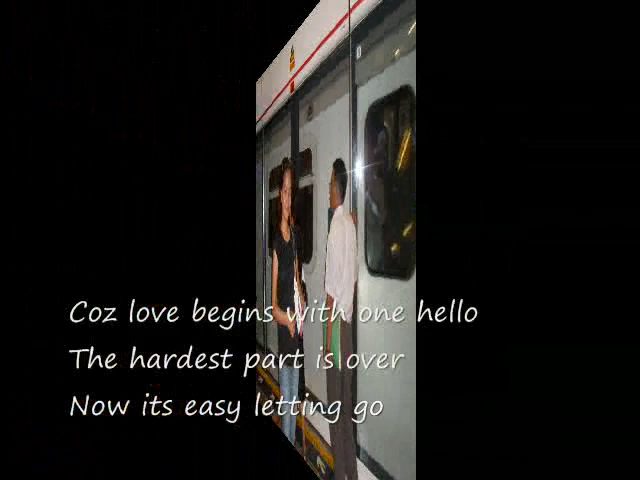 Coz love begins with one hello
The hardest part is over
Now its easy letting go